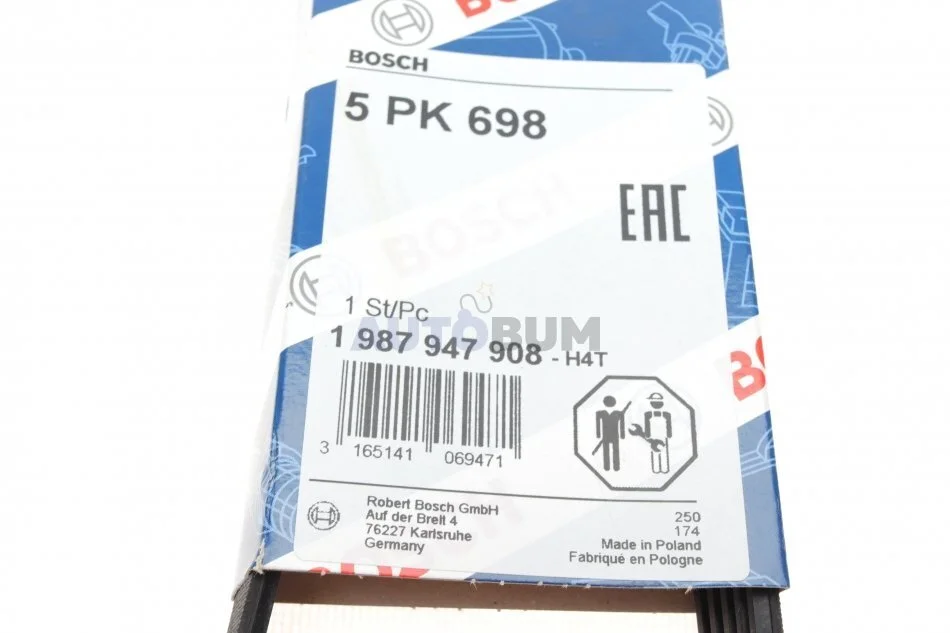 BOSCH
5 PK 698
EAC
BOSCH
1 St/Pc
AUTOBUM
1 987 947 908 - H4T
3 165141 069471
Robert Bosch GmbH
Auf der Breit 4
76227 Karlsruhe
Germany
250
174
Made in Poland
Fabriqué en Pologne